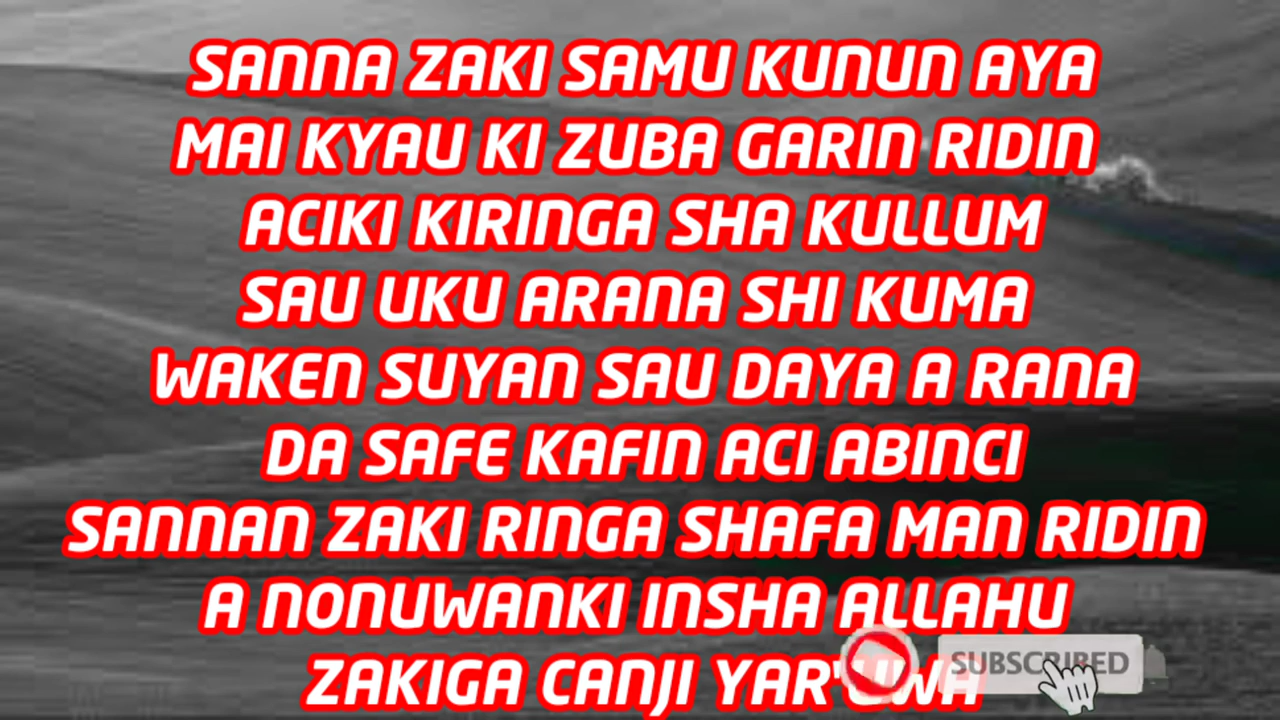 SANNA ZAKI SAMU KUNUN AYA
MAI KYAU KI ZUBA GARIN RIDIN
ACIKI KIRINGA SHA KULLUM
SAU UKU ARANA SHI KUMA
WAKEN SUYAN SAU DAYA A RANA
DA SAFE KAFIN ACI ABINCI
SANNAN ZAKI RINGA SHAFA MAN RIDIN
A NONUWANKI INSHA ALLAHU
ZAKIGA CANJI YAR'UWA
SUBSCRIBED